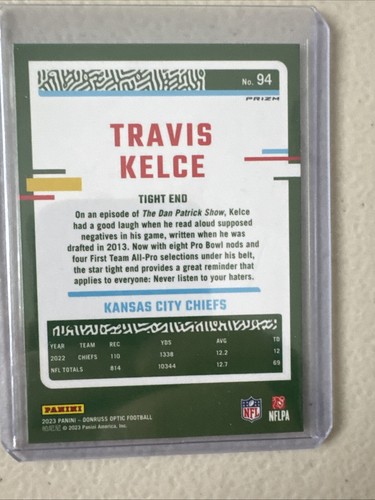 No. 94
PRIZM
TRAVIS
KELCE
TIGHT END
On an episode of The Dan Patrick Show, Kelce
had a good laugh when he read aloud supposed
negatives in his game, written when he was
drafted in 2013. Now with eight Pro Bowl nods and
four First Team All-Pro selections under his belt,
the star tight end provides a great reminder that
applies to everyone: Never listen to your haters.
KANSAS CITY CHIEFS
YEAR TEAM REC YDS AVG TD
2022 CHIEFS 110 1338 12.2 12
NFL TOTALS 814 10344 12.7 69
PANINI
2023 PANINI - DONRUSS OPTIC FOOTBALL
© 2023 Panini America, Inc.
NFL
NFLPA